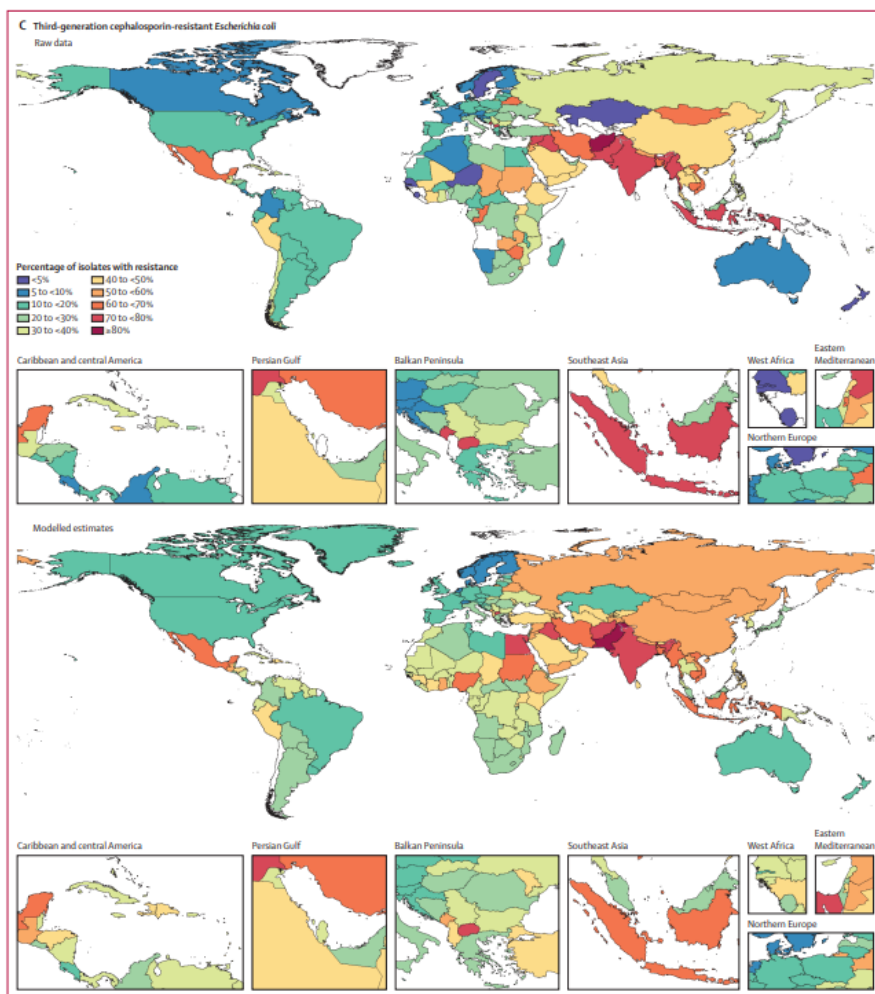 C Third-generation cephalosporin-resistant Escherichia coli
Raw data
Percentage of isolates with resistance
<5%
5 to <10%
10 to <20%
20 to <30%
30 to <40%
40 to <50%
50 to <60%
60 to <70%
70 to <80%
≥80%
Caribbean and central America
Persian Gulf
Balkan Peninsula
Southeast Asia
West Africa
Eastern
Mediterranean
Northern Europe
Modelled estimates
Caribbean and central America
Persian Gulf
Balkan Peninsula
Southeast Asia
West Africa
Eastern
Mediterranean
Northern Europe